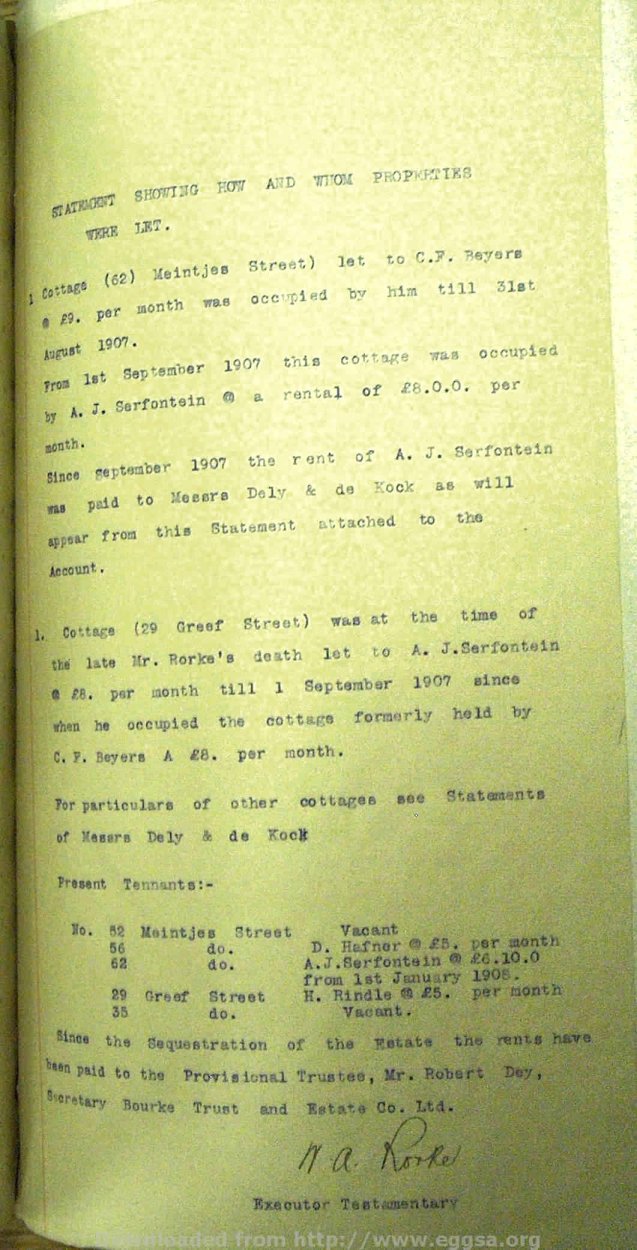 STATEMENT SHOWING HOW AND WHOM PROPERTIES
WERE LET.
1 Cottage (62) Meintjes Street) let to C.F. Beyers
@ £9. per month was occupied by him till 31st
August 1907.
From 1st September 1907 this cottage was occupied
by A. J. Serfontein @ a rental of £8.0.0. per
month.
Since september 1907 the rent of A. J. Serfontein
was paid to Messrs Dely & de Kock as will
appear from this Statement attached to the
Account.
1. Cottage (29 Greef Street) was at the time of
the late Mr. Rorke's death let to A. J.Serfontein
@ £8. per month till 1 September 1907 since
when he occupied the cottage formerly held by
C. F. Beyers A £8. per month.
For particulars of other cottages see Statements
of Messrs Dely & de Kock
Present Tennants:-
No. 52 Meintjes Street Vacant
56 do. D. Hafner @ £5. per month
62 do. A.J.Serfontein @ £6.10.0
from 1st January 1908.
29 Greef Street H. Rindle @ £5. per month
35 do. Vacant.
Since the Sequestration of the Estate the rents have
been paid to the Provisional Trustee, Mr. Robert Dey,
Secretary Bourke Trust and Estate Co. Ltd.
W A. Rorke
Executor Testamentary
Downloaded from http://www.eggsa.org